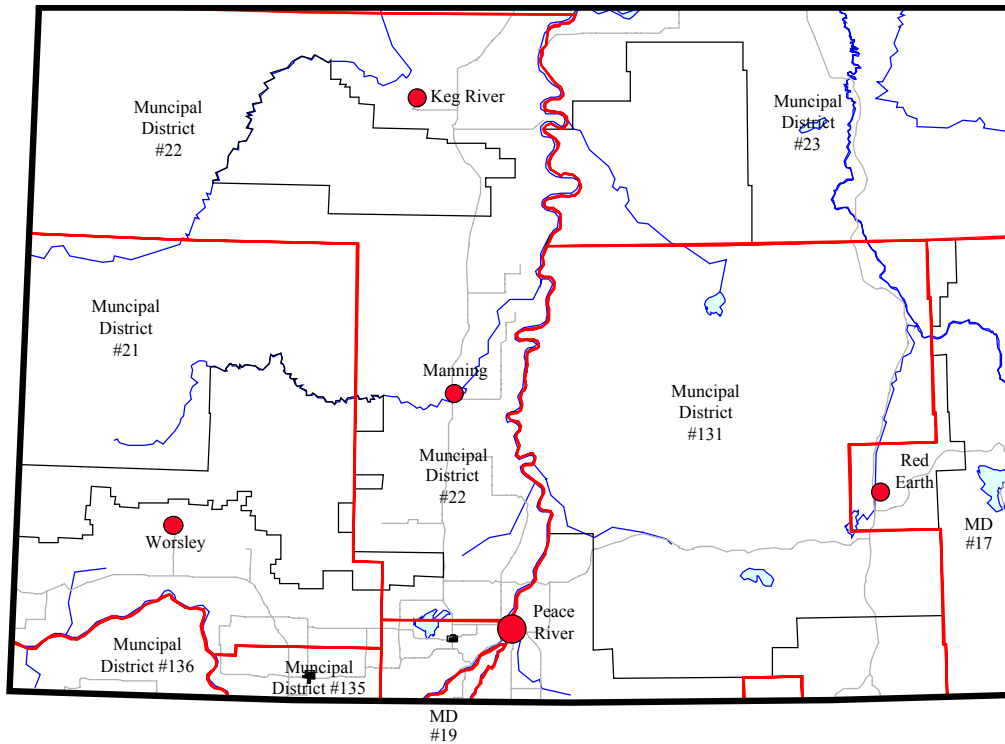 Keg River
Muncipal
District
#22
Muncipal
District
#23
Muncipal
District
#21
Manning
Muncipal
District
#131
Muncipal
District
#22
Red
Earth
Worsley
MD
#17
Peace
River
Muncipal
District #136
Muncipal
District #135
MD
#19